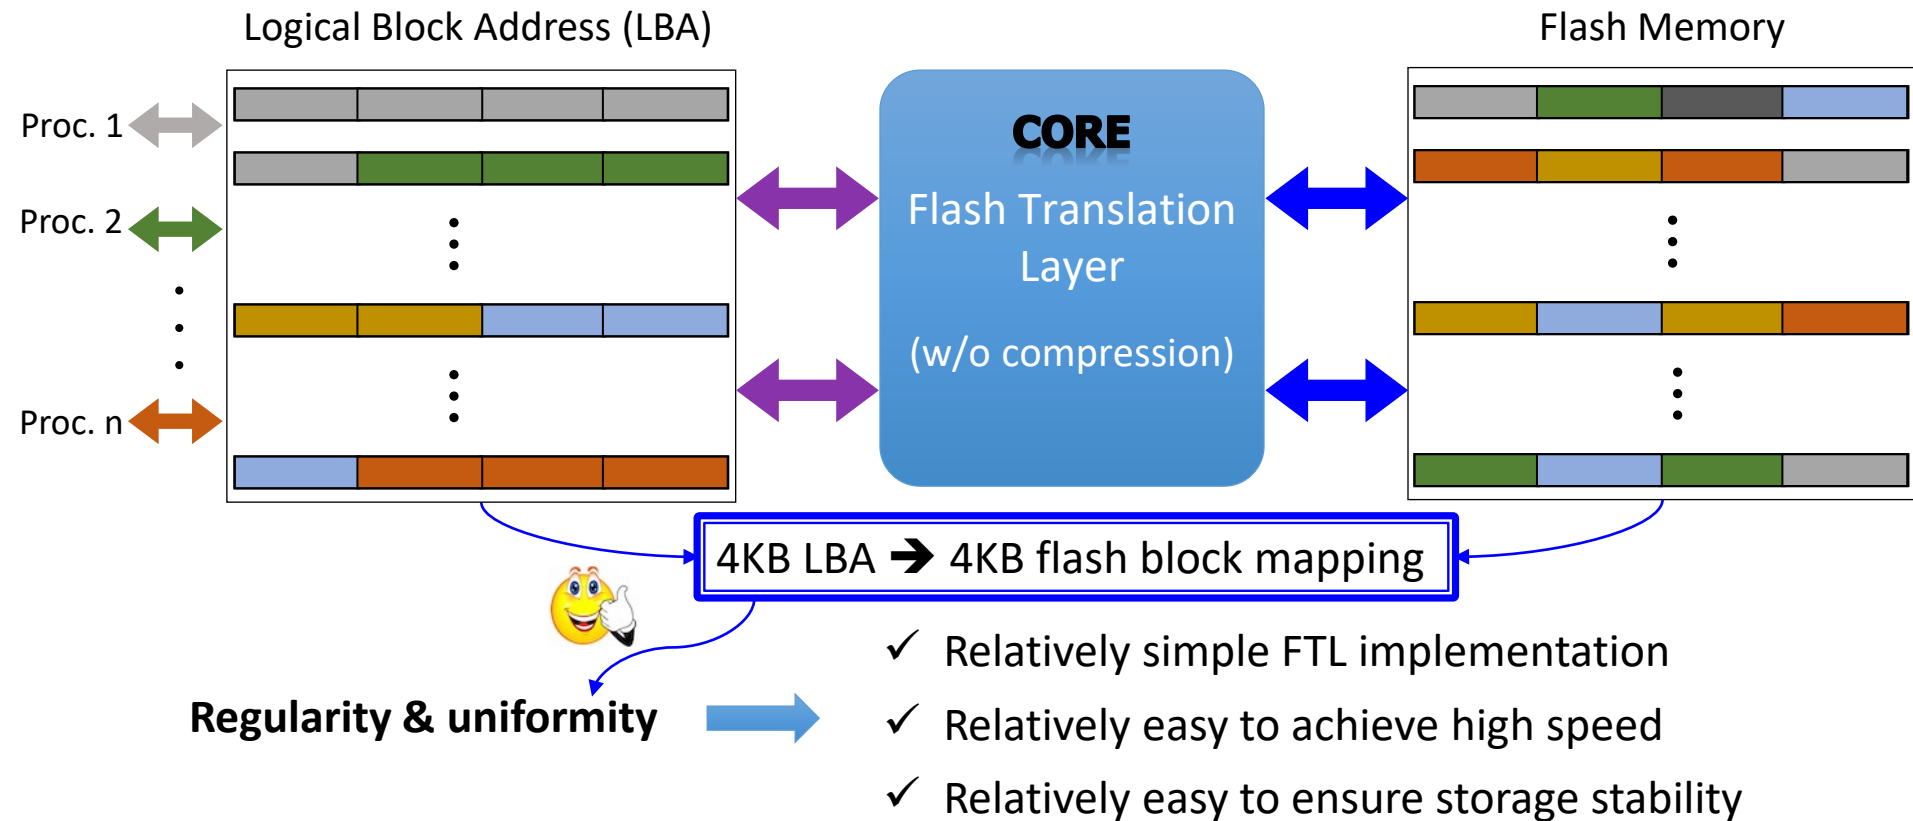 Logical Block Address (LBA)
Flash Memory
Proc. 1
Proc. 2
Proc. n
CORE
Flash Translation
Layer
(w/o compression)
4KB LBA ➔ 4KB flash block mapping
Regularity & uniformity
✓ Relatively simple FTL implementation
✓ Relatively easy to achieve high speed
✓ Relatively easy to ensure storage stability